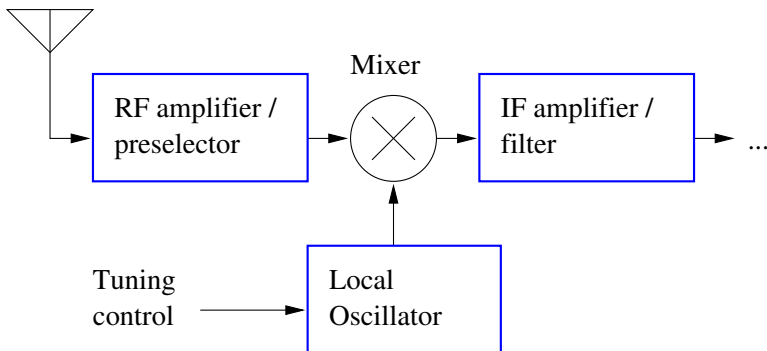 Mixer
RF amplifier /
preselector
IF amplifier /
filter
...
Tuning
control
Local
Oscillator